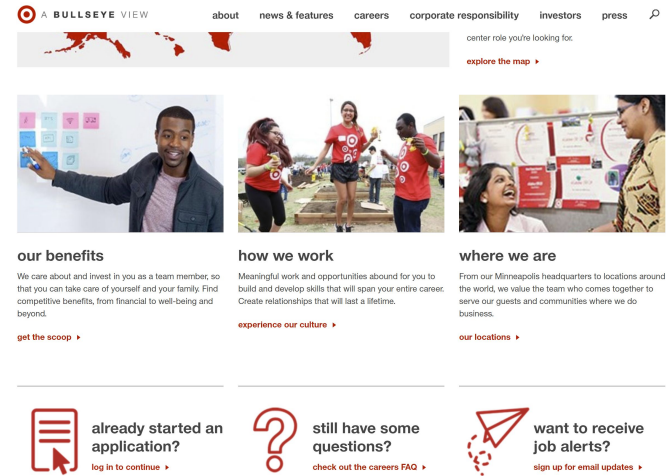 A BULLSEYE VIEW
about news & features careers corporate responsibility investors press
center role you're looking for.
explore the map
our benefits
We care about and invest in you as a team member, so
that you can take care of yourself and your family. Find
competitive benefits, from financial to well-being and
beyond.
get the scoop
how we work
Meaningful work and opportunities abound for you to
build and develop skills that will span your entire career.
Create relationships that will last a lifetime.
experience our culture
where we are
From our Minneapolis headquarters to locations around
the world, we value the team who comes together to
serve our guests and communities where we do
business.
our locations
already started an
application?
log in to continue
still have some
questions?
check out the careers FAQ
want to receive
job alerts?
sign up for email updates